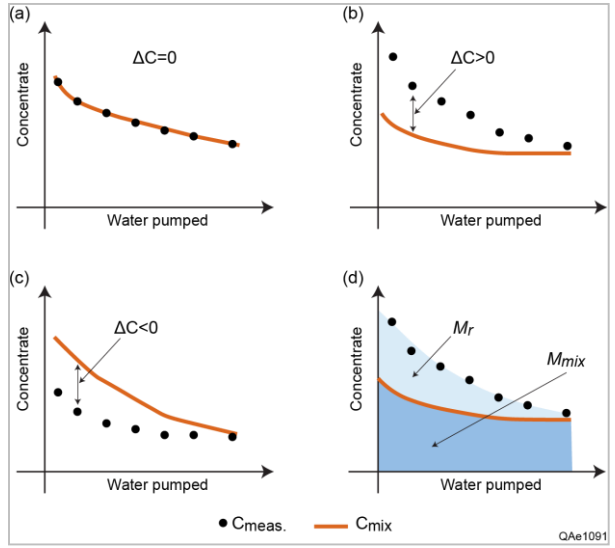 (a)
ΔC=0
Concentrate
Water pumped
(b)
ΔC>0
Concentrate
Water pumped
(c)
ΔC<0
Concentrate
Water pumped
(d)
Mr
Mmix
Concentrate
Water pumped
Cmeas. Cmix
QAe1091